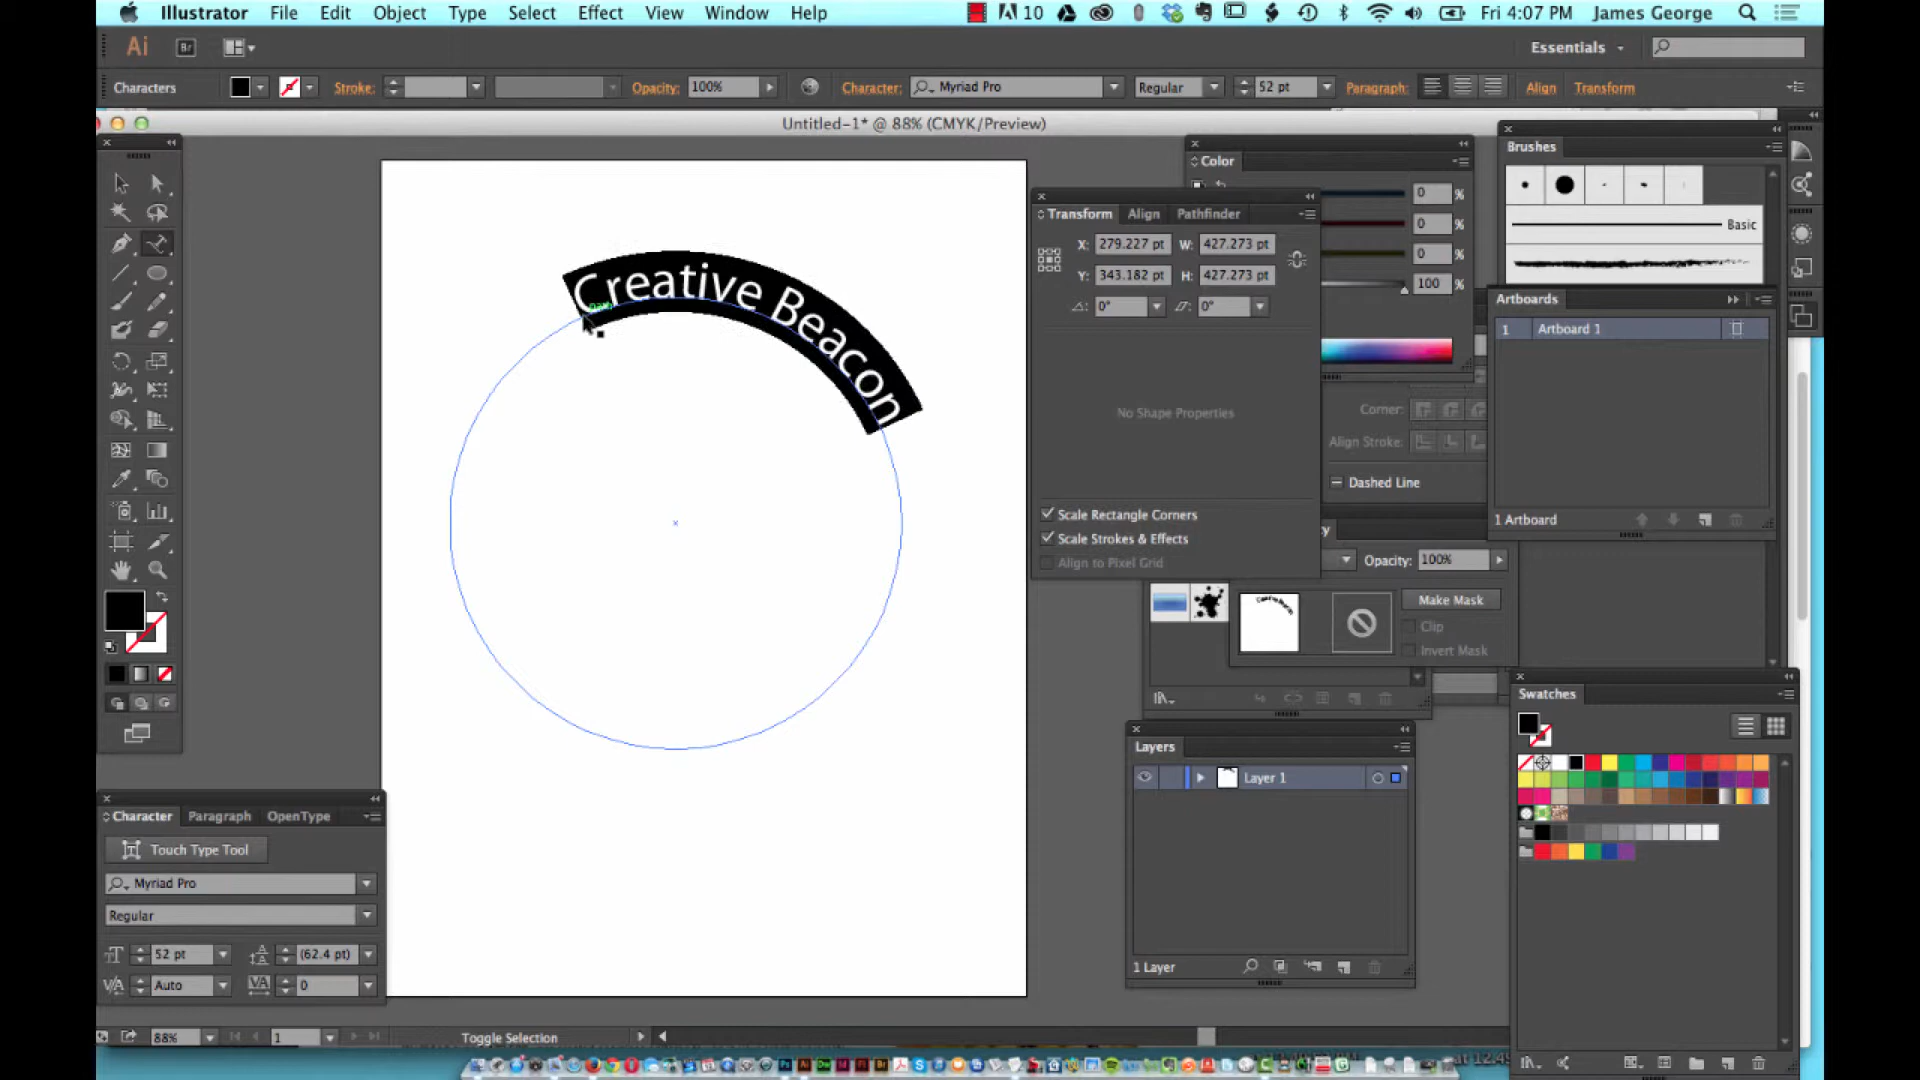 Illustrator File Edit Object Type Select Effect View Window Help 10 Fri 4:07 PM James George
Ai Br Essentials
Characters Stroke: Opacity: 100% Character: Myriad Pro Regular 52 pt Paragraph: Align Transform
Untitled-1* @ 88% (CMYK/Preview)
Color
0 %
0 %
0 %
100 %
Brushes
Basic
Transform Align Pathfinder
X: 279.227 pt W: 427.273 pt
Y: 343.182 pt H: 427.273 pt
0° 0°
No Shape Properties
Scale Rectangle Corners
Scale Strokes & Effects
Align to Pixel Grid
Creative Beacon
path
Artboards
1 Artboard 1
1 Artboard
Corner:
Align Stroke:
Dashed Line
y
Opacity: 100%
Make Mask
Clip
Invert Mask
Swatches
Layers
Layer 1
1 Layer
Character Paragraph OpenType
Touch Type Tool
Myriad Pro
Regular
52 pt (62.4 pt)
Auto 0
88% 1 Toggle Selection